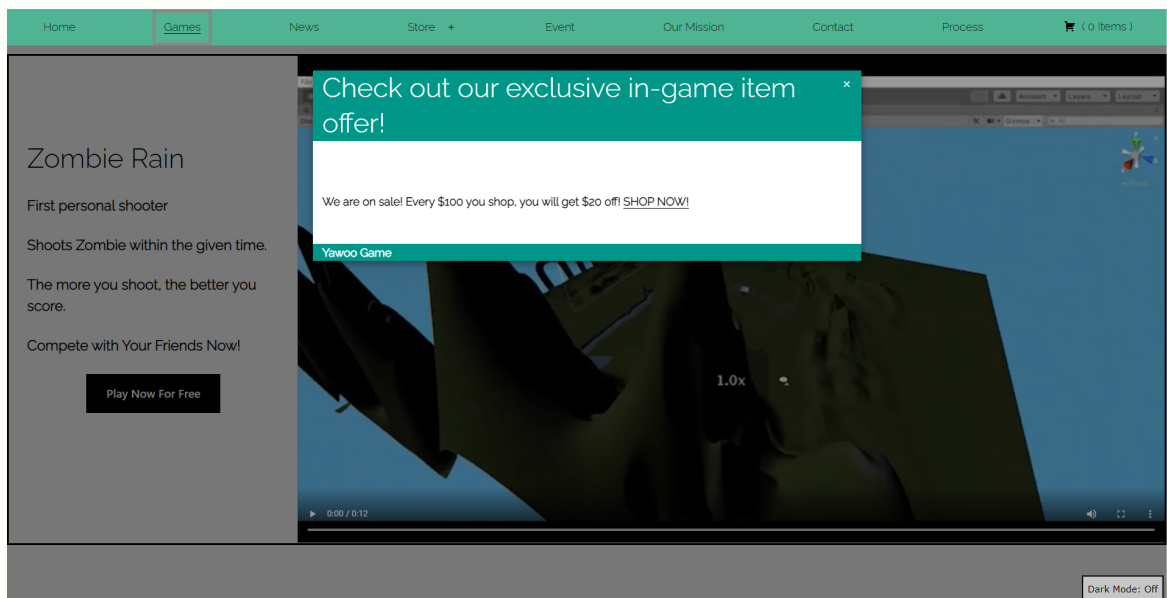 Home Games News Store + Event Our Mission Contact Process ( 0 Items )
Check out our exclusive in-game item
offer!
×
We are on sale! Every $100 you shop, you will get $20 off! SHOP NOW!
Yawoo Game
Zombie Rain
First personal shooter
Shoots Zombie within the given time.
The more you shoot, the better you
score.
Compete with Your Friends Now!
Play Now For Free
Account Layers Layout
Gizmos All
1.0x
0:00 / 0:12
Dark Mode: Off